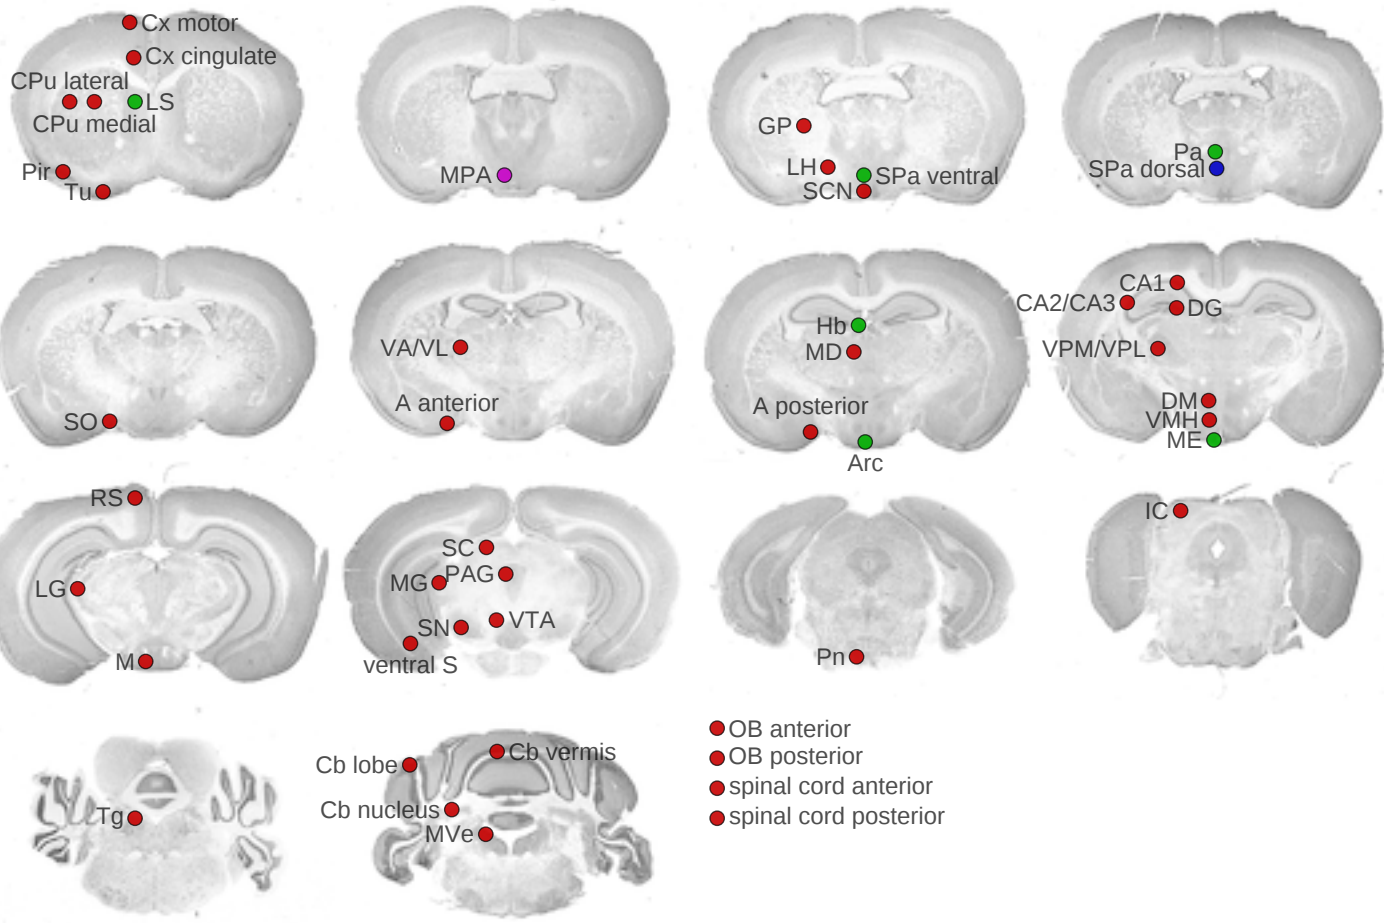 Cx motor
Cx cingulate
CPu lateral
LS
CPu medial
Pir
Tu
MPA
GP
LH
SPa ventral
SCN
Pa
SPa dorsal
SO
VA/VL
A anterior
Hb
MD
A posterior
Arc
CA1
CA2/CA3
DG
VPM/VPL
DM
VMH
ME
RS
LG
M
SC
PAG
MG
SN
VTA
ventral S
Pn
IC
Tg
Cb vermis
Cb lobe
Cb nucleus
MVe
OB anterior
OB posterior
spinal cord anterior
spinal cord posterior